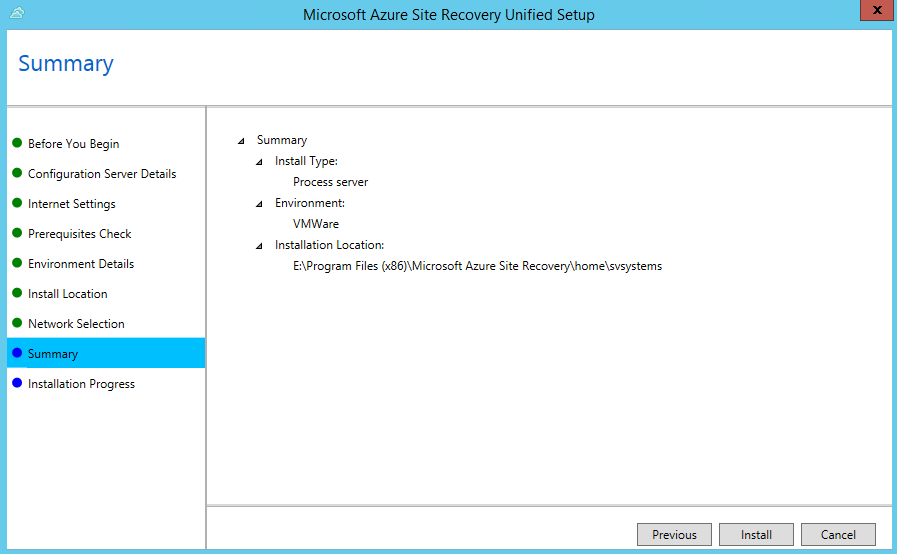 Microsoft Azure Site Recovery Unified Setup
x
Summary
Before You Begin
Configuration Server Details
Internet Settings
Prerequisites Check
Environment Details
Install Location
Network Selection
Summary
Installation Progress
Summary
Install Type:
Process server
Environment:
VMWare
Installation Location:
E:\Program Files (x86)\Microsoft Azure Site Recovery\home\svsystems
Previous
Install
Cancel